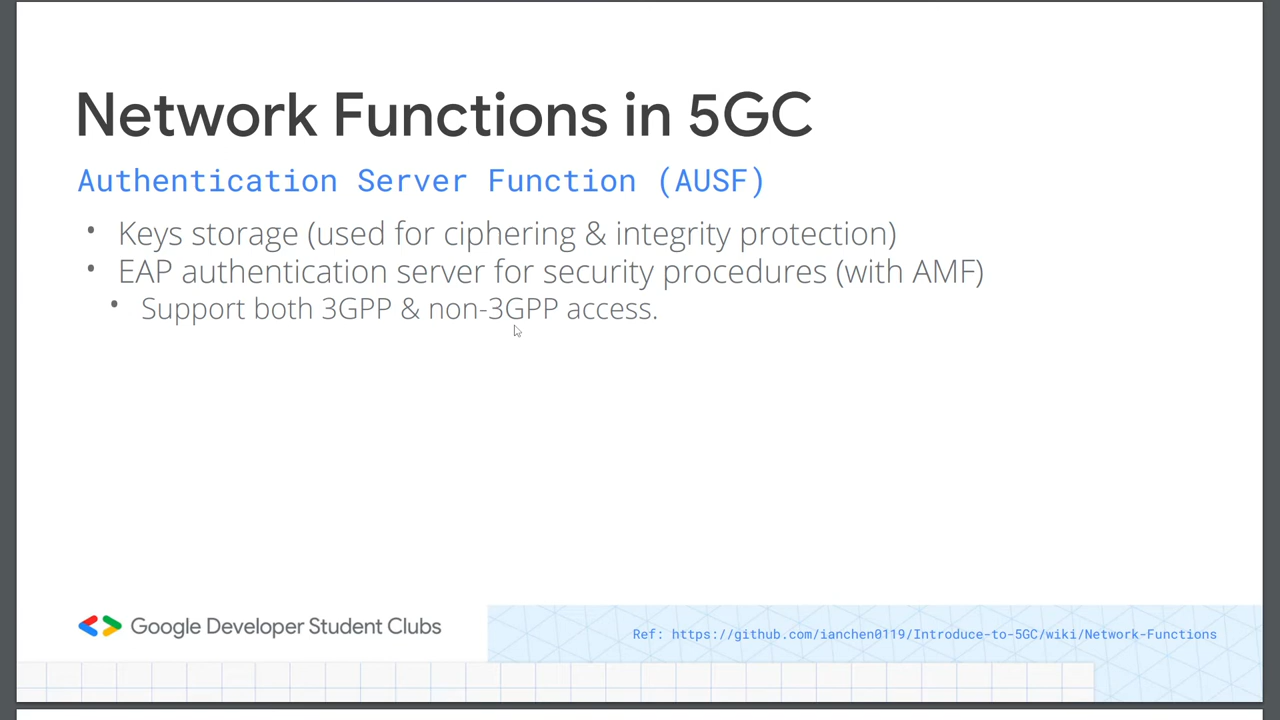 Network Functions in 5GC
Authentication Server Function (AUSF)
• Keys storage (used for ciphering & integrity protection)
• EAP authentication server for security procedures (with AMF)
• Support both 3GPP & non-3GPP access.
Google Developer Student Clubs
Ref: https://github.com/ianchen0119/Introduce-to-5GC/wiki/Network-Functions